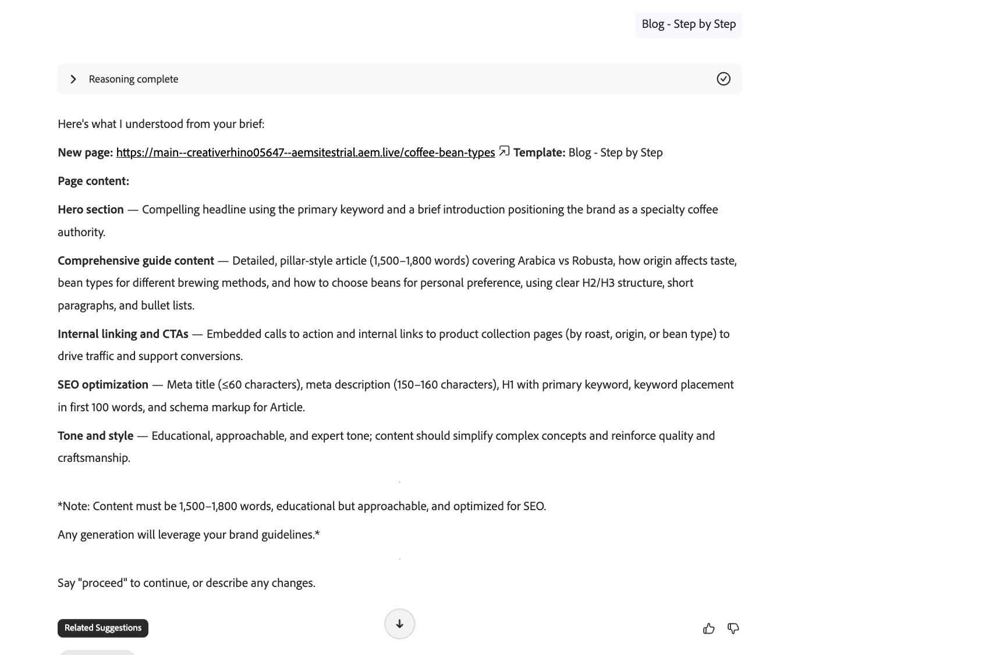 Blog - Step by Step
Reasoning complete
Here's what I understood from your brief:
New page: https://main--creativerhino05647--aemsitestrial.aem.live/coffee-bean-types Template: Blog - Step by Step
Page content:
Hero section — Compelling headline using the primary keyword and a brief introduction positioning the brand as a specialty coffee
authority.
Comprehensive guide content — Detailed, pillar-style article (1,500–1,800 words) covering Arabica vs Robusta, how origin affects taste,
bean types for different brewing methods, and how to choose beans for personal preference, using clear H2/H3 structure, short
paragraphs, and bullet lists.
Internal linking and CTAs — Embedded calls to action and internal links to product collection pages (by roast, origin, or bean type) to
drive traffic and support conversions.
SEO optimization — Meta title (≤60 characters), meta description (150–160 characters), H1 with primary keyword, keyword placement
in first 100 words, and schema markup for Article.
Tone and style — Educational, approachable, and expert tone; content should simplify complex concepts and reinforce quality and
craftsmanship.
*Note: Content must be 1,500–1,800 words, educational but approachable, and optimized for SEO.
Any generation will leverage your brand guidelines.*
Say "proceed" to continue, or describe any changes.
Related Suggestions